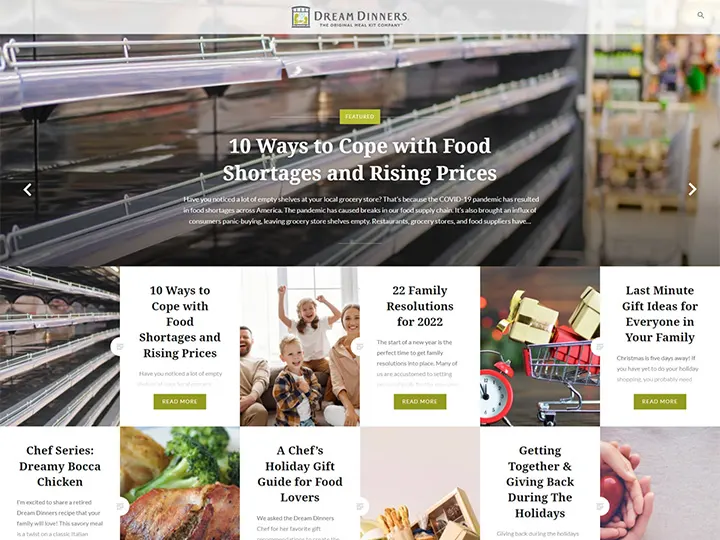 DREAM DINNERS
THE ORIGINAL MEAL KIT COMPANY™
FEATURED
10 Ways to Cope with Food
Shortages and Rising Prices
Have you noticed a lot of empty shelves at your local grocery store? That's because the COVID-19 pandemic has resulted
in food shortages across America. The pandemic has caused breaks in our food supply chain. It's also brought an influx of
consumers panic-buying, leaving grocery store shelves empty. Restaurants, grocery stores, and food suppliers have...
10 Ways to
Cope with
Food
Shortages and
Rising Prices
Have you noticed a lot of empty
READ MORE
22 Family
Resolutions
for 2022
The start of a new year is the
perfect time to get family
resolutions into place. Many of
us are accustomed to setting
READ MORE
Last Minute
Gift Ideas for
Everyone in
Your Family
Christmas is five days away! If
you have yet to do your holiday
shopping, you probably need
READ MORE
Chef Series:
Dreamy Bocca
Chicken
I'm excited to share a retired
Dream Dinners recipe that your
family will love! This savory meal
is a twist on a classic Italian
A Chef's
Holiday Gift
Guide for Food
Lovers
We asked the Dream Dinners
Chef for her favorite gift
Getting
Together &
Giving Back
During The
Holidays
Giving back during the holidays